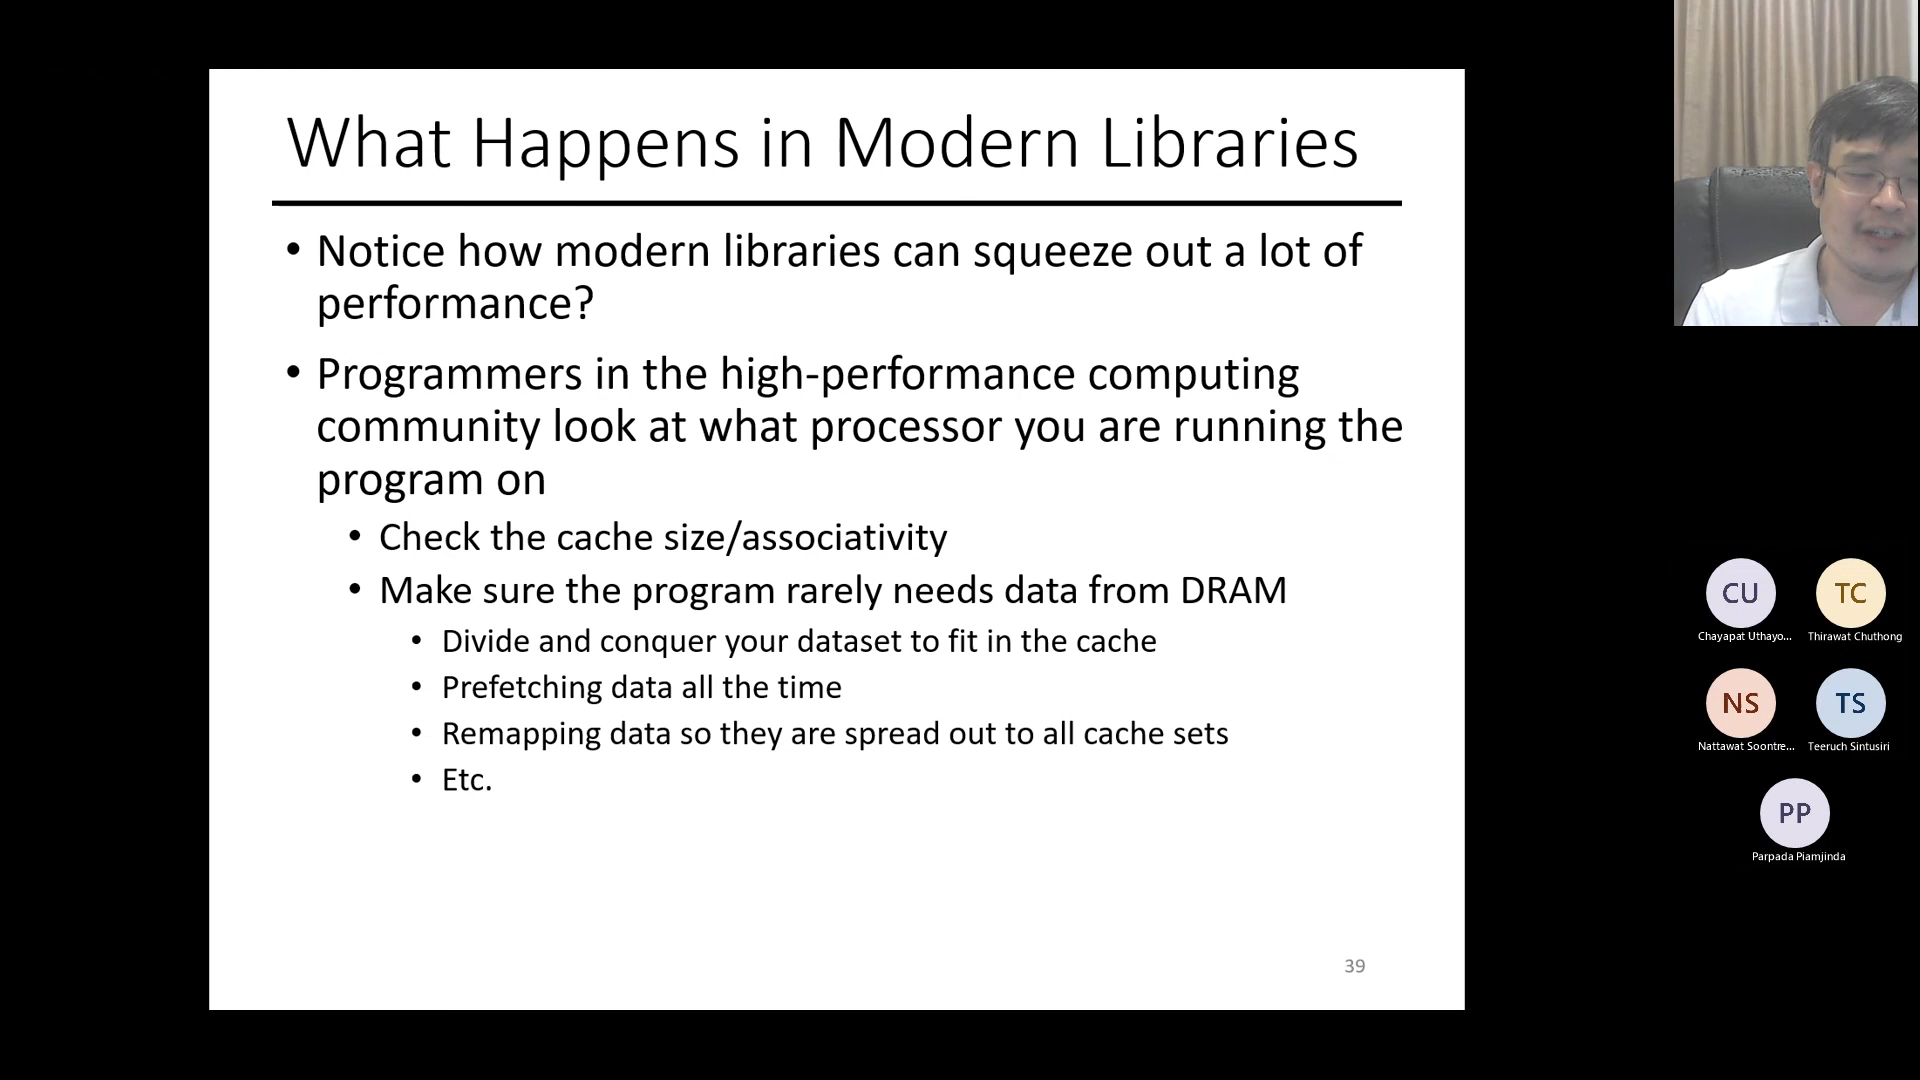 What Happens in Modern Libraries
• Notice how modern libraries can squeeze out a lot of
performance?
• Programmers in the high-performance computing
community look at what processor you are running the
program on
• Check the cache size/associativity
• Make sure the program rarely needs data from DRAM
• Divide and conquer your dataset to fit in the cache
• Prefetching data all the time
• Remapping data so they are spread out to all cache sets
• Etc.
39
CU
Chayapat Uthayo...
TC
Thirawat Chuthong
NS
Nattawat Soontre...
TS
Teeruch Sintusiri
PP
Parpada Piamjinda